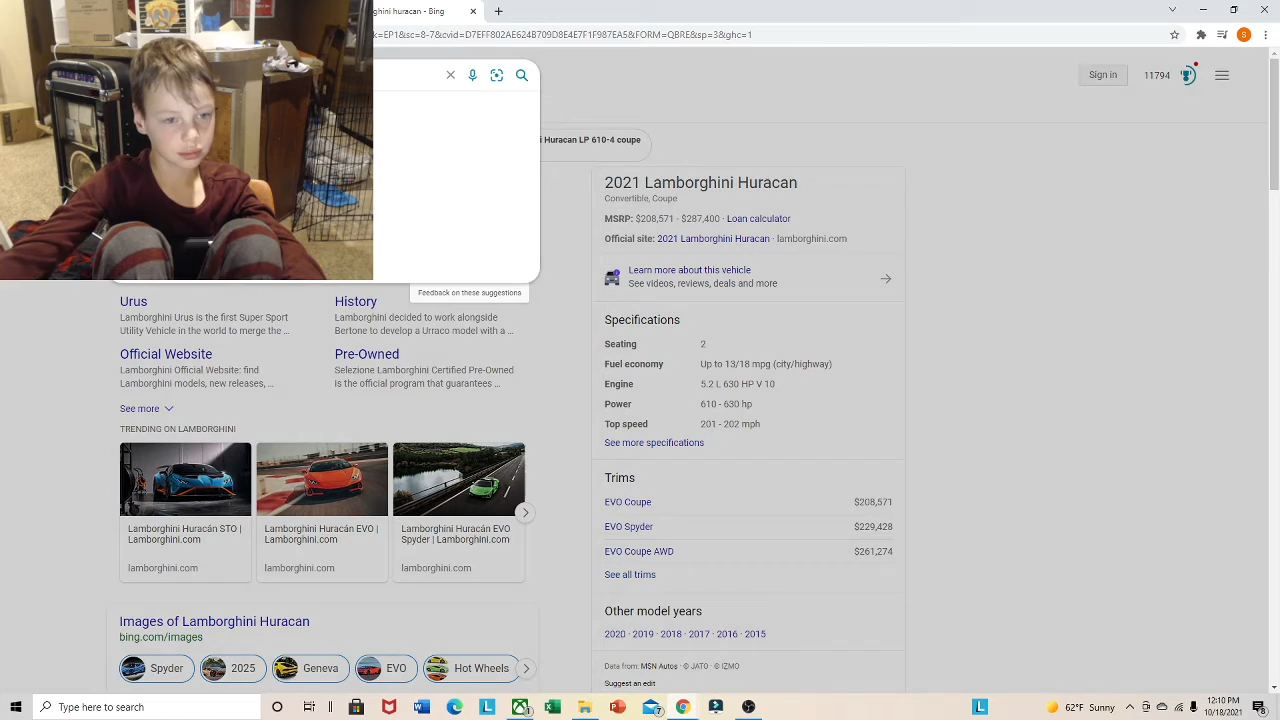 ghini Huracan - Bing
=EP1&sc=8-7&cvid=D7EFF802AE624B709D3E4E7F1F987EA5&FORM=QBRE&sp=3&ghc=1
S
Sign in
11794
i Huracan LP 610-4 coupe
2021 Lamborghini Huracan
Convertible, Coupe
MSRP: $208,571 - $287,400 · Loan calculator
Official site: 2021 Lamborghini Huracan · lamborghini.com
Learn more about this vehicle
See videos, reviews, deals and more
Feedback on these suggestions
Urus
Lamborghini Urus is the first Super Sport
Utility Vehicle in the world to merge the ...
History
Lamborghini decided to work alongside
Bertone to develop a Urraco model with a ...
Official Website
Lamborghini Official Website: find
Lamborghini models, new releases, ...
Pre-Owned
Selezione Lamborghini Certified Pre-Owned
is the official program that guarantees ...
See more
TRENDING ON LAMBORGHINI
Lamborghini Huracán STO |
Lamborghini.com
lamborghini.com
Lamborghini Huracán EVO |
Lamborghini.com
lamborghini.com
Lamborghini Huracán EVO
Spyder | Lamborghini.com
lamborghini.com
Images of Lamborghini Huracan
bing.com/images
Spyder
2025
Geneva
EVO
Hot Wheels
Specifications
Seating 2
Fuel economy Up to 13/18 mpg (city/highway)
Engine 5.2 L 630 HP V 10
Power 610 - 630 hp
Top speed 201 - 202 mph
See more specifications
Trims
EVO Coupe $208,571
EVO Spyder $229,428
EVO Coupe AWD $261,274
See all trims
Other model years
2020 · 2019 · 2018 · 2017 · 2016 · 2015
Data from: MSN Autos · © JATO · © IZMO
Suggest an edit
Type here to search
62°F Sunny
12:10 PM
10/18/2021